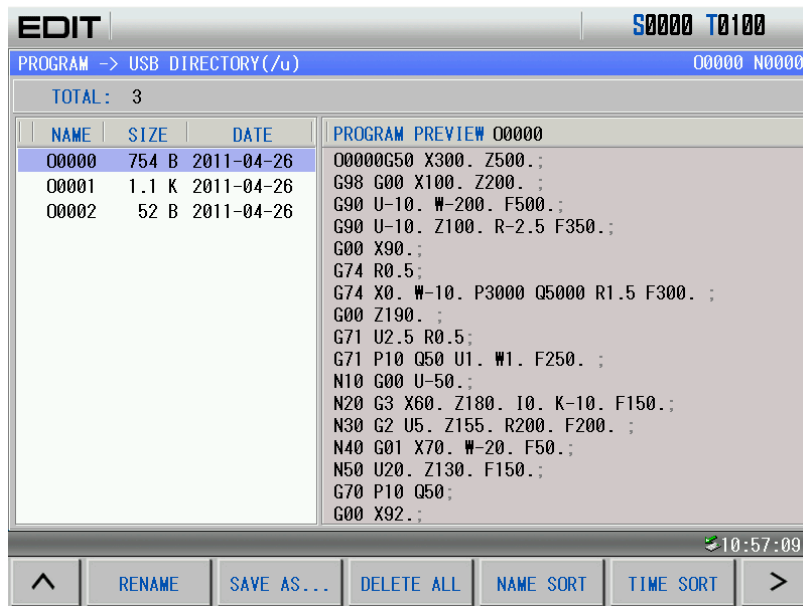 EDIT S0000 T0100
PROGRAM -> USB DIRECTORY(/u) O0000 N0000
TOTAL: 3
NAME SIZE DATE
O0000 754 B 2011-04-26
O0001 1.1 K 2011-04-26
O0002 52 B 2011-04-26
PROGRAM PREVIEW O0000
O0000G50 X300. Z500.;
G98 G00 X100. Z200. ;
G90 U-10. W-200. F500.;
G90 U-10. Z100. R-2.5 F350.;
G00 X90.;
G74 R0.5;
G74 X0. W-10. P3000 Q5000 R1.5 F300. ;
G00 Z190. ;
G71 U2.5 R0.5;
G71 P10 Q50 U1. W1. F250. ;
N10 G00 U-50.;
N20 G3 X60. Z180. I0. K-10. F150.;
N30 G2 U5. Z155. R200. F200. ;
N40 G01 X70. W-20. F50.;
N50 U20. Z130. F150.;
G70 P10 Q50;
G00 X92.;
10:57:09
^ RENAME SAVE AS... DELETE ALL NAME SORT TIME SORT >